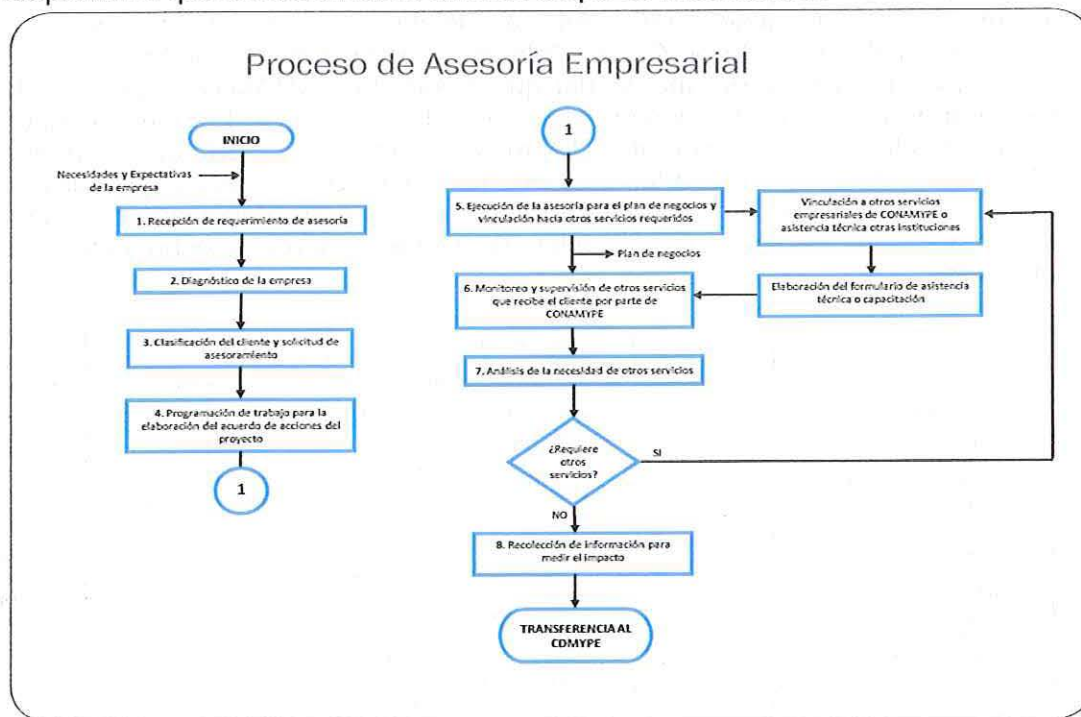 Proceso de Asesoría Empresarial
INICIO
Necesidades y Expectativas
de la empresa
1. Recepción de requerimiento de asesoría
2. Diagnóstico de la empresa
3. Clasificación del cliente y solicitud de
asesoramiento
4. Programación de trabajo para la
elaboración del acuerdo de acciones del
proyecto
1
1
5. Ejecución de la asesoría para el plan de negocios y
vinculación hacia otros servicios requeridos
Vinculación a otros servicios
empresariales de CONAMYPE o
asistencia técnica otras instituciones
Plan de negocios
6. Monitoreo y supervisión de otros servicios
que recibe el cliente por parte de
CONAMYPE
Elaboración del formulario de asistencia
técnica o capacitación
7. Análisis de la necesidad de otros servicios
¿Requiere
otros
servicios?
SI
NO
8. Recolección de información para
medir el impacto
TRANSFERENCIA AL
CDMYPE